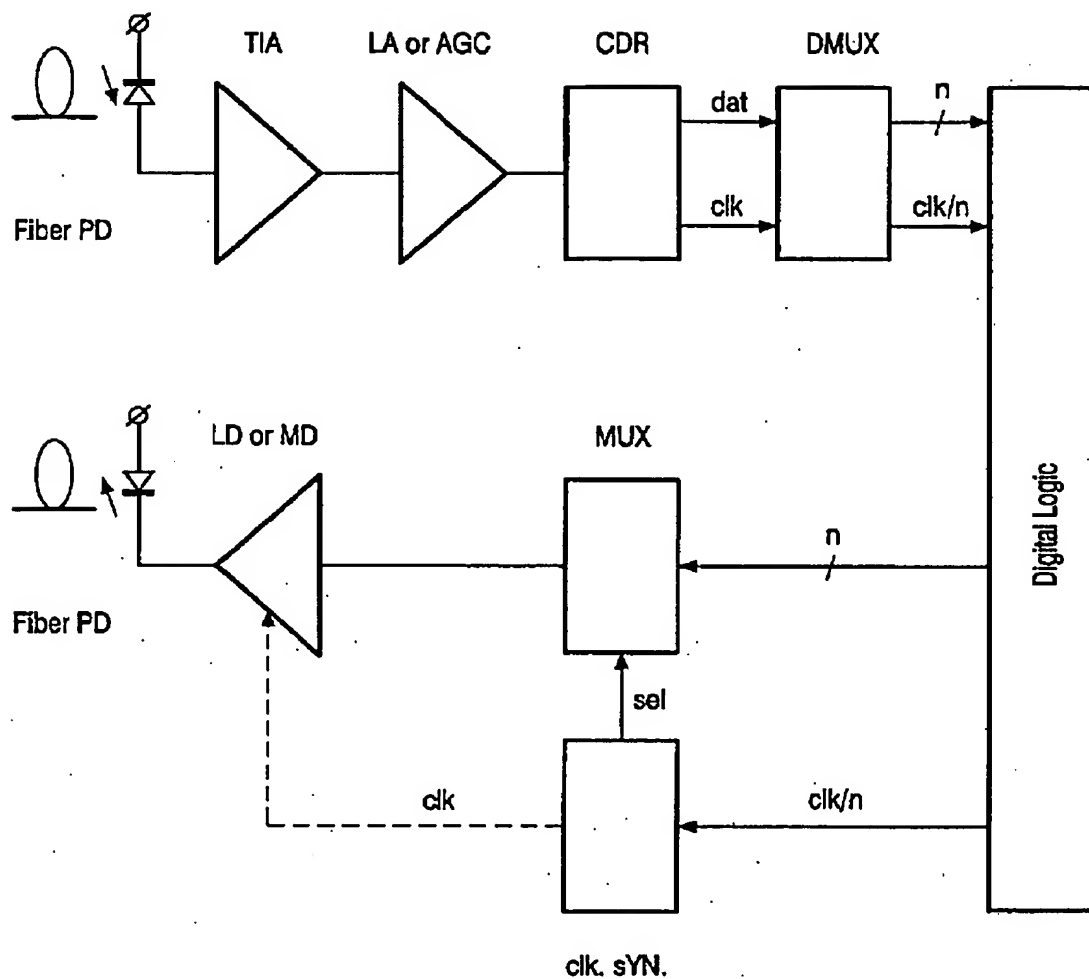 TIA
LA or AGC
CDR
DMUX
dat
n
clk
clk/n
Fiber PD
LD or MD
MUX
n
Digital Logic
Fiber PD
sel
clk
clk/n
clk. sYN.